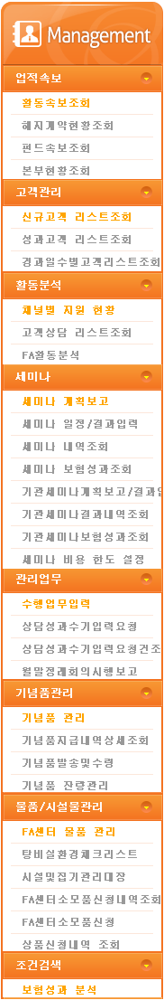 Management
업적속보
활동속보조회
해지계약현황조회
펀드속보조회
본부현황조회
고객관리
신규고객 리스트조회
성과고객 리스트조회
경과일수별고객리스트조회
활동분석
채널별 지원 현황
고객상담 리스트조회
FA활동분석
세미나
세미나 계획보고
세미나 일정/결과입력
세미나 내역조회
세미나 보험성과조회
기관세미나계획보고/결과입
기관세미나결과내역조회
기관세미나보험성과조회
세미나 비용 한도 설정
관리업무
수행업무입력
상담성과수기입력요청
상담성과수기입력요청건조
월말정례회의시행보고
기념품관리
기념품 관리
기념품지급내역상세조회
기념품발송및수령
기념품 잔량관리
물품/시설물관리
FA센터 물품 관리
탕비실환경체크리스트
시설및집기관리대장
FA센터소모품신청내역조회
FA센터소모품신청
상품신청내역 조회
조건검색
보험성과 분석